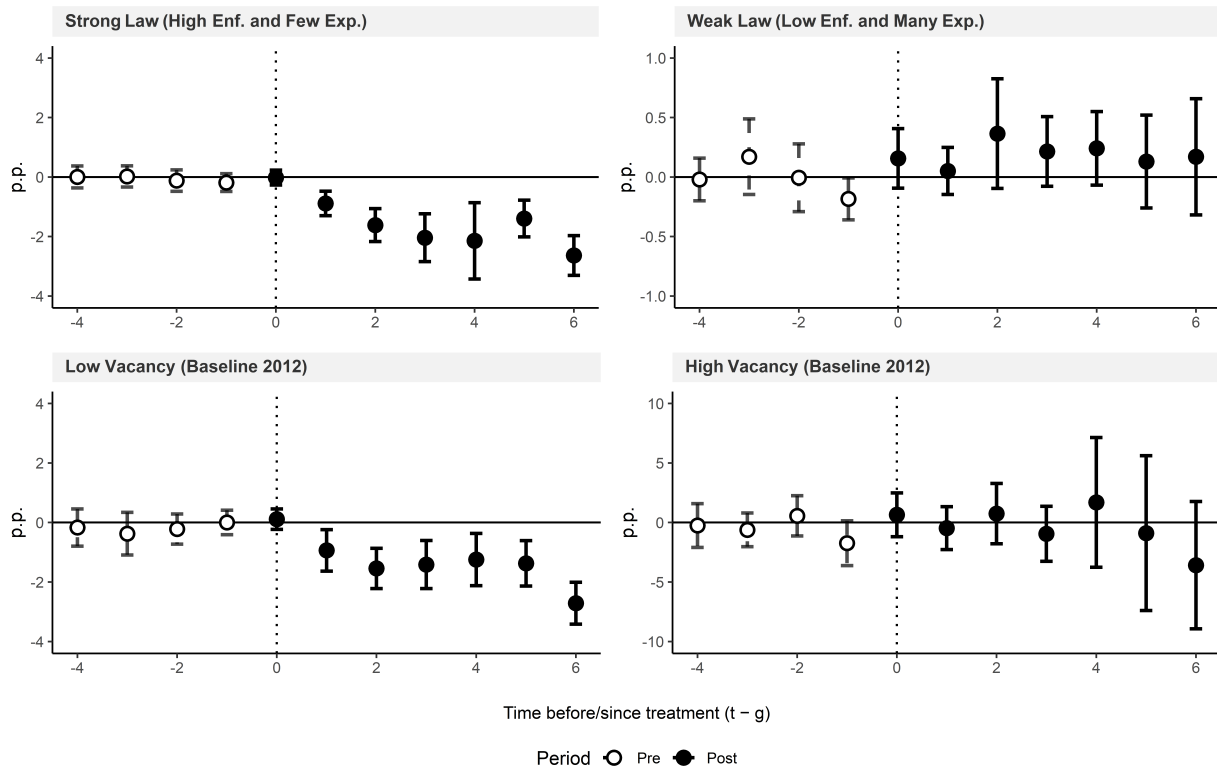 Strong Law (High Enf. and Few Exp.)
Weak Law (Low Enf. and Many Exp.)
4
2
0
-2
-4
p.p.
-4 -2 0 2 4 6
1.0
0.5
0.0
-0.5
-1.0
p.p.
-4 -2 0 2 4 6
Low Vacancy (Baseline 2012)
High Vacancy (Baseline 2012)
4
2
0
-2
-4
p.p.
-4 -2 0 2 4 6
10
5
0
-5
-10
p.p.
-4 -2 0 2 4 6
Time before/since treatment (t − g)
Period Pre Post